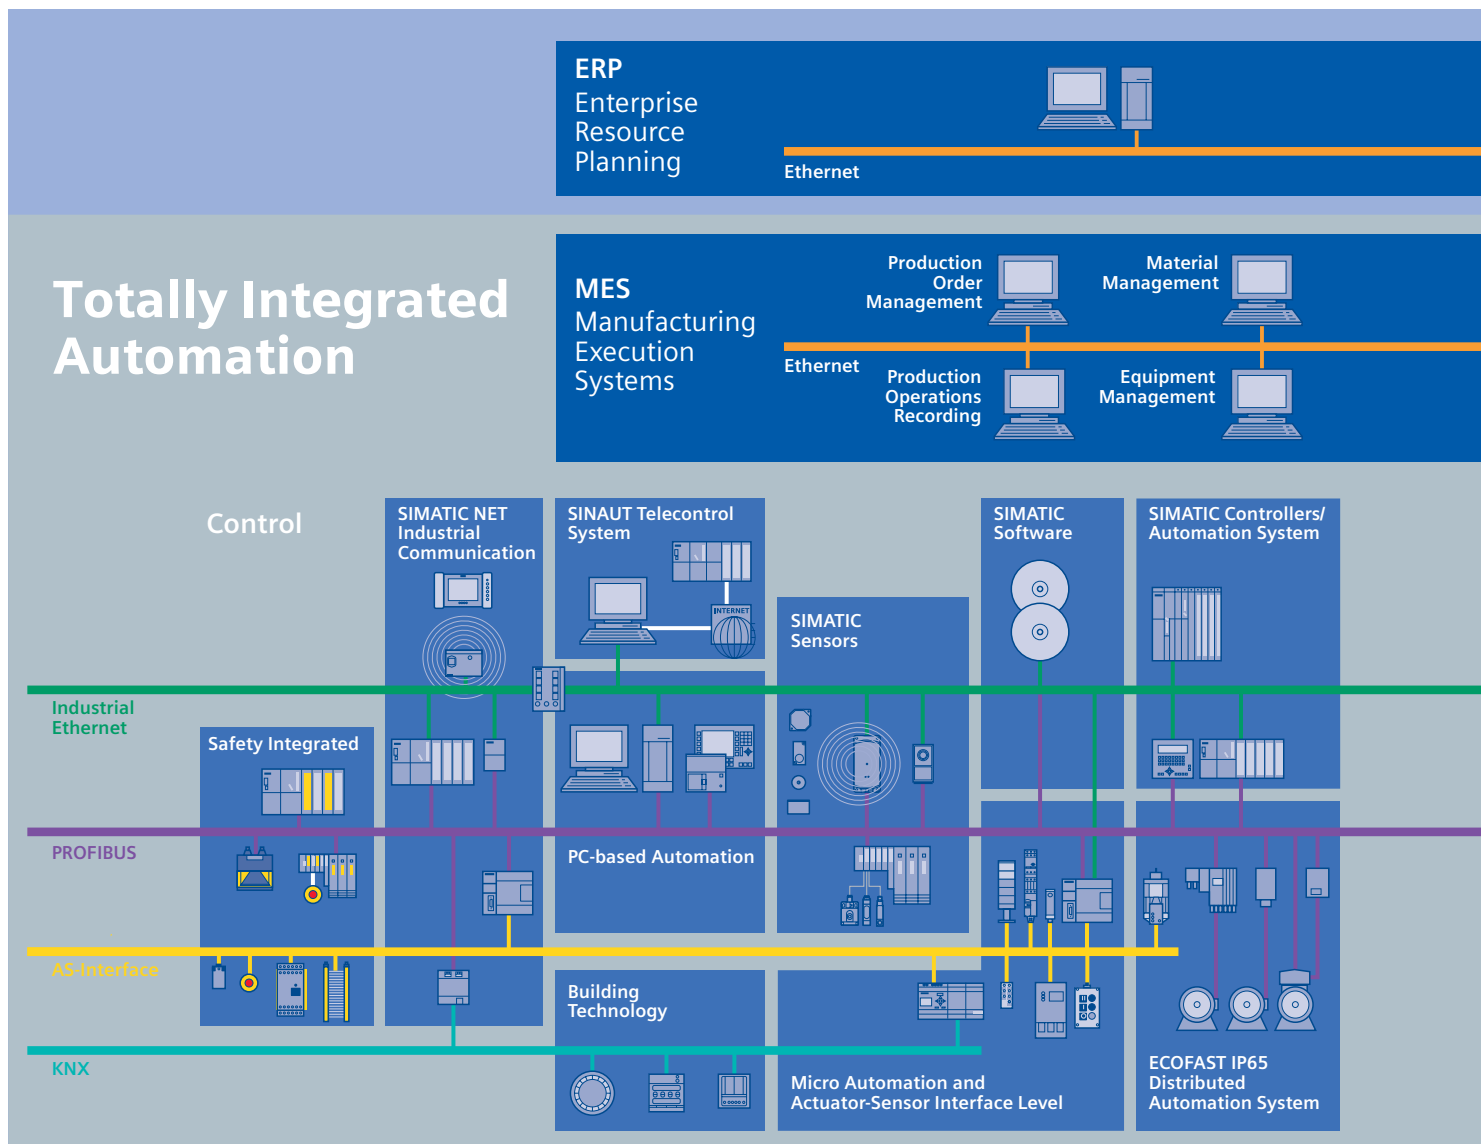 ERP
Enterprise
Resource
Planning
Ethernet
Totally Integrated
Automation
MES
Manufacturing
Execution
Systems
Production
Order
Management
Material
Management
Ethernet
Production
Operations
Recording
Equipment
Management
Control
SIMATIC NET
Industrial
Communication
SINAUT Telecontrol
System
INTERNET
SIMATIC
Sensors
SIMATIC
Software
SIMATIC Controllers/
Automation System
Industrial
Ethernet
Safety Integrated
PROFIBUS
PC-based Automation
AS-Interface
Building
Technology
KNX
Micro Automation and
Actuator-Sensor Interface Level
ECOFAST IP65
Distributed
Automation System